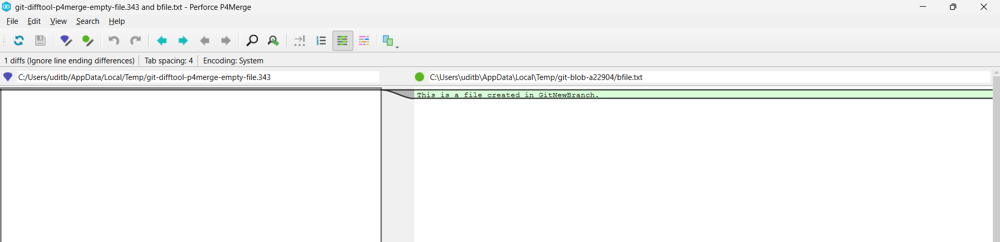 git-difftool-p4merge-empty-file.343 and bfile.txt - Perforce P4Merge
File Edit View Search Help
1 diffs (Ignore line ending differences) Tab spacing: 4 Encoding: System
C:/Users/uditb/AppData/Local/Temp/git-difftool-p4merge-empty-file.343
C:\Users\uditb\AppData\Local\Temp/git-blob-a22904/bfile.txt
This is a file created in GitNewBranch.